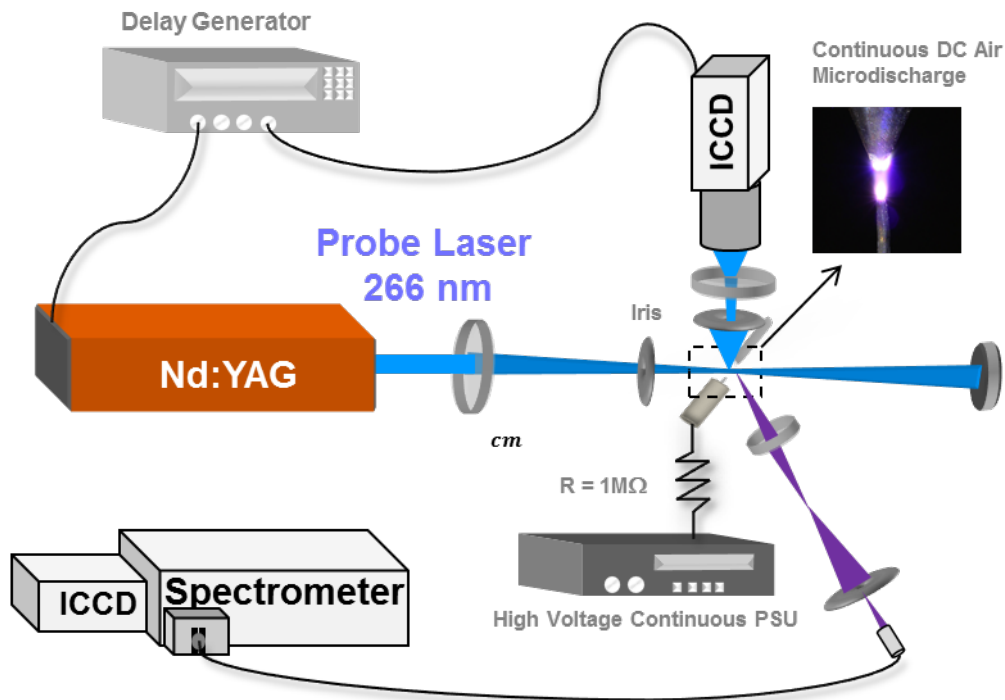 Delay Generator
Continuous DC Air
Microdischarge
ICCD
Probe Laser
266 nm
Iris
Nd:YAG
cm
R = 1MΩ
ICCD
Spectrometer
High Voltage Continuous PSU